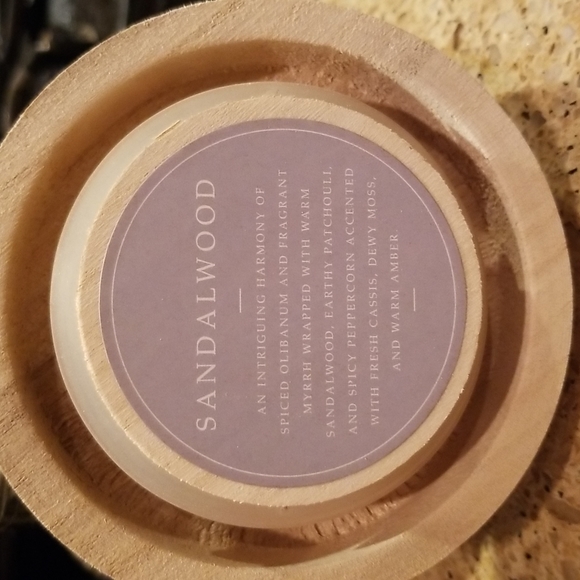 SANDALWOOD
AN INTRIGUING HARMONY OF
SPICED OLIBANUM AND FRAGRANT
MYRRH WRAPPED WITH WARM
SANDALWOOD, EARTHY PATCHOULI,
AND SPICY PEPPERCORN ACCENTED
WITH FRESH CASSIS, DEWY MOSS,
AND WARM AMBER